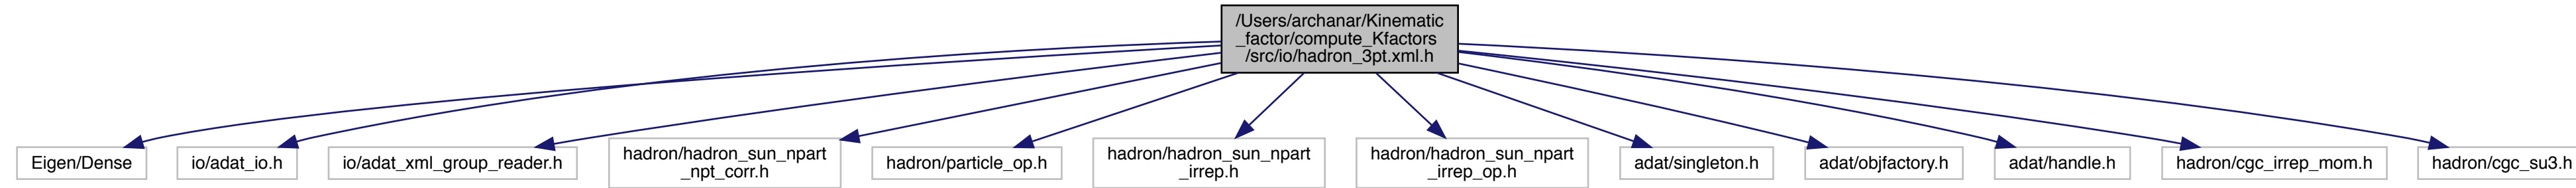 /Users/archanar/Kinematic
_factor/compute_Kfactors
/src/io/hadron_3pt.xml.h
Eigen/Dense
io/adat_io.h
io/adat_xml_group_reader.h
hadron/hadron_sun_npart
_npt_corr.h
hadron/particle_op.h
hadron/hadron_sun_npart
_irrep.h
hadron/hadron_sun_npart
_irrep_op.h
adat/singleton.h
adat/objfactory.h
adat/handle.h
hadron/cgc_irrep_mom.h
hadron/cgc_su3.h